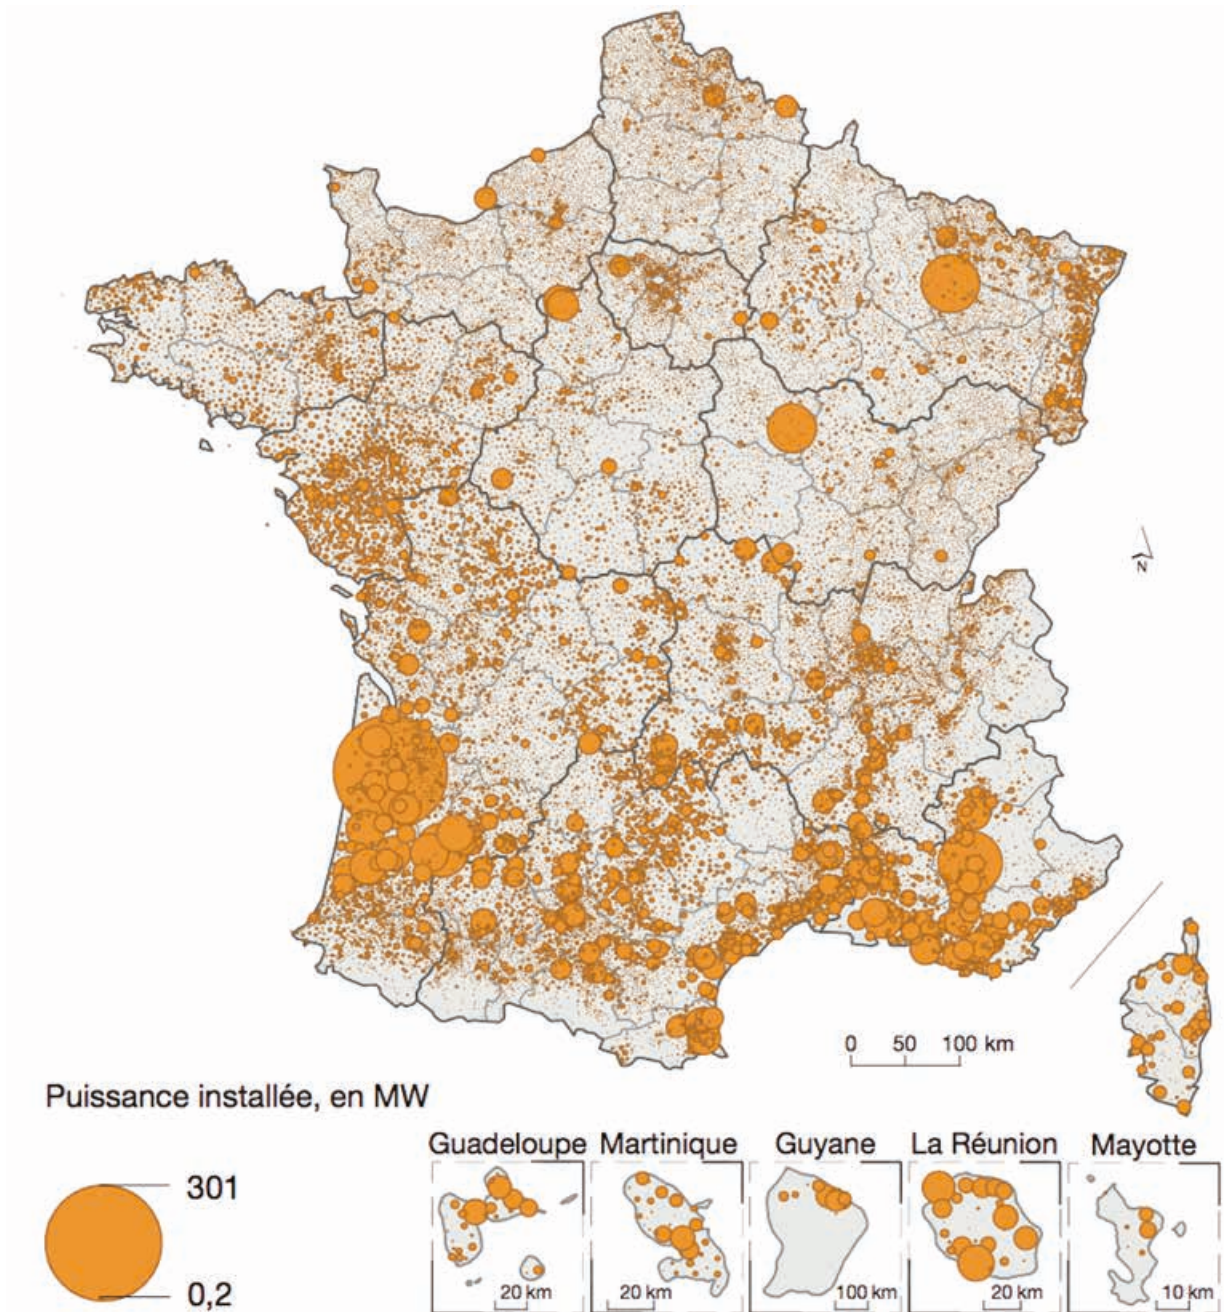 N
0 50 100 km
Puissance installée, en MW
301
0,2
Guadeloupe
Martinique
Guyane
La Réunion
Mayotte
20 km
20 km
100 km
20 km
10 km